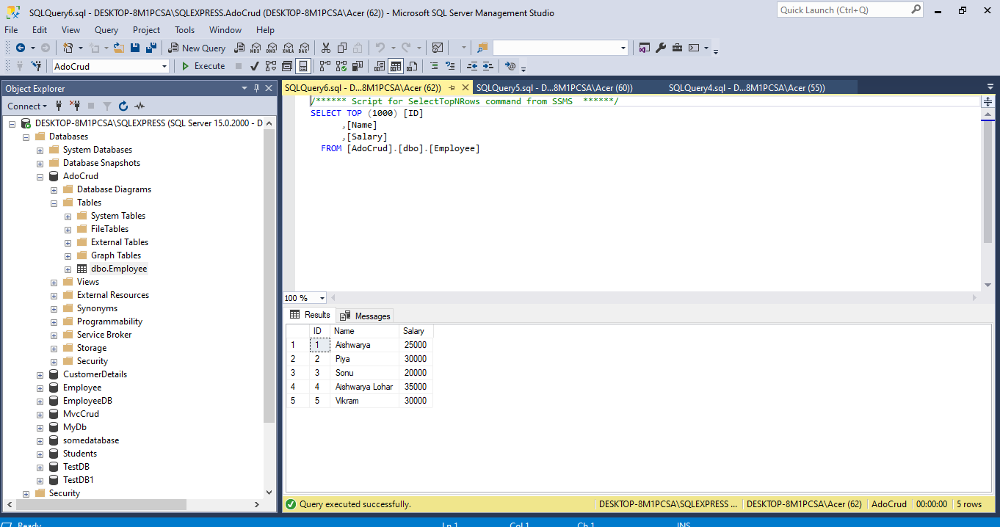 SQLQuery6.sql - DESKTOP-8M1PCSA\SQLEXPRESS.AdoCrud (DESKTOP-8M1PCSA\Acer (62)) - Microsoft SQL Server Management Studio
Quick Launch (Ctrl+Q)
File Edit View Query Project Tools Window Help
New Query MDX DMX XMLA DAX
AdoCrud Execute
Object Explorer
Connect
DESKTOP-8M1PCSA\SQLEXPRESS (SQL Server 15.0.2000 - D
Databases
System Databases
Database Snapshots
AdoCrud
Database Diagrams
Tables
System Tables
FileTables
External Tables
Graph Tables
dbo.Employee
Views
External Resources
Synonyms
Programmability
Service Broker
Storage
Security
CustomerDetails
Employee
EmployeeDB
MvcCrud
MyDb
somedatabase
Students
TestDB
TestDB1
Security
SQLQuery6.sql - D...8M1PCSA\Acer (62)) SQLQuery5.sql - D...8M1PCSA\Acer (60)) SQLQuery4.sql - D...8M1PCSA\Acer (55))
/****** Script for SelectTopNRows command from SSMS  ******/
SELECT TOP (1000) [ID]
,[Name]
,[Salary]
FROM [AdoCrud].[dbo].[Employee]
100 %
Results Messages
ID Name Salary
1 1 Aishwarya 25000
2 2 Piya 30000
3 3 Sonu 20000
4 4 Aishwarya Lohar 35000
5 5 Vikram 30000
Query executed successfully. DESKTOP-8M1PCSA\SQLEXPRESS ... DESKTOP-8M1PCSA\Acer (62) AdoCrud 00:00:00 5 rows
Ready Ln 1 Col 1 Ch 1 INS